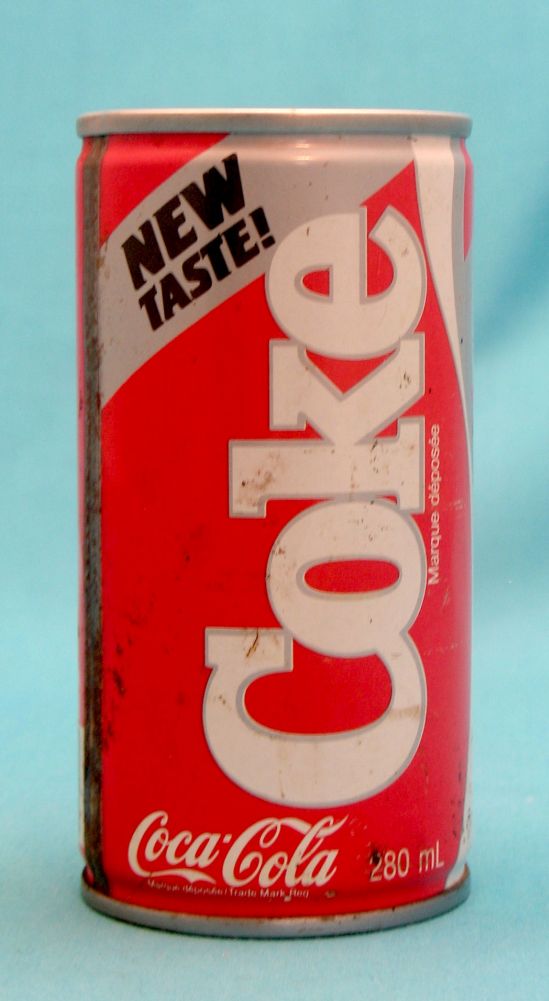 NEW
TASTE!
Coke
Marque déposée
Coca-Cola
Marque déposée/Trade Mark Reg
280 mL